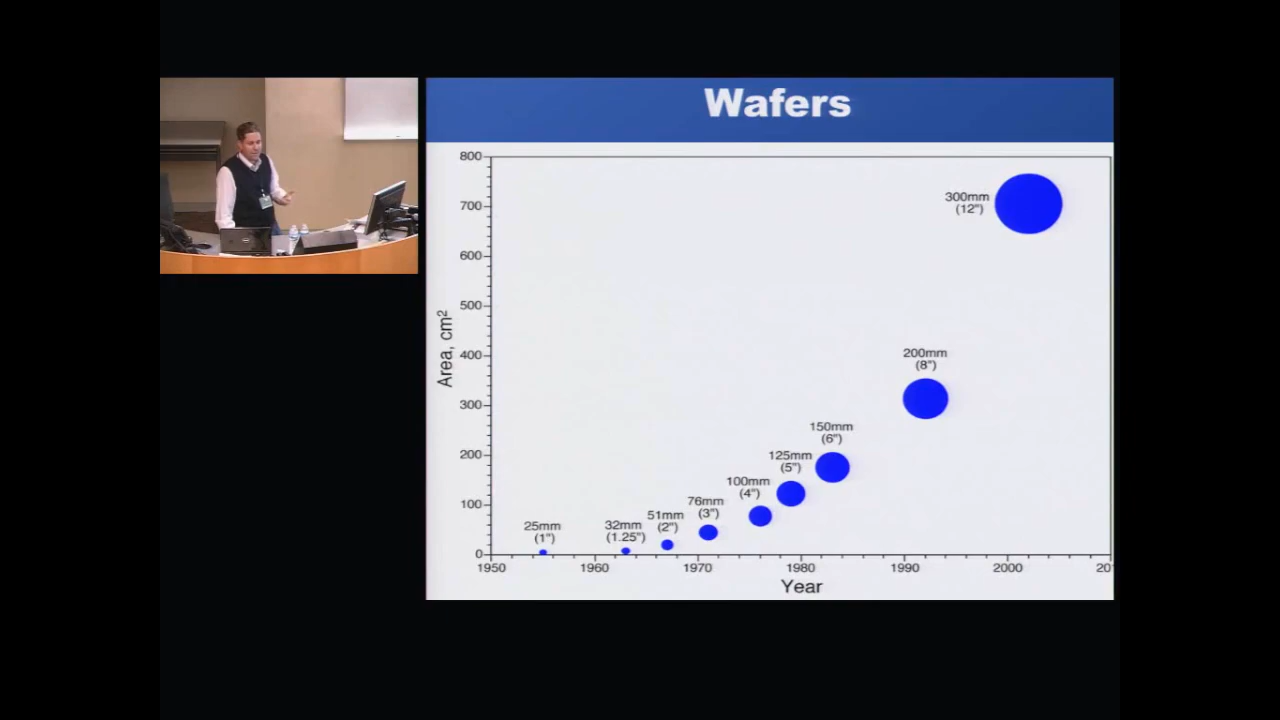 Wafers
800
700
600
500
400
300
200
100
0
Area, cm²
300mm
(12")
200mm
(8")
150mm
(6")
125mm
(5")
100mm
(4")
76mm
(3")
51mm
(2")
32mm
(1.25")
25mm
(1")
1950 1960 1970 1980 1990 2000 20
Year